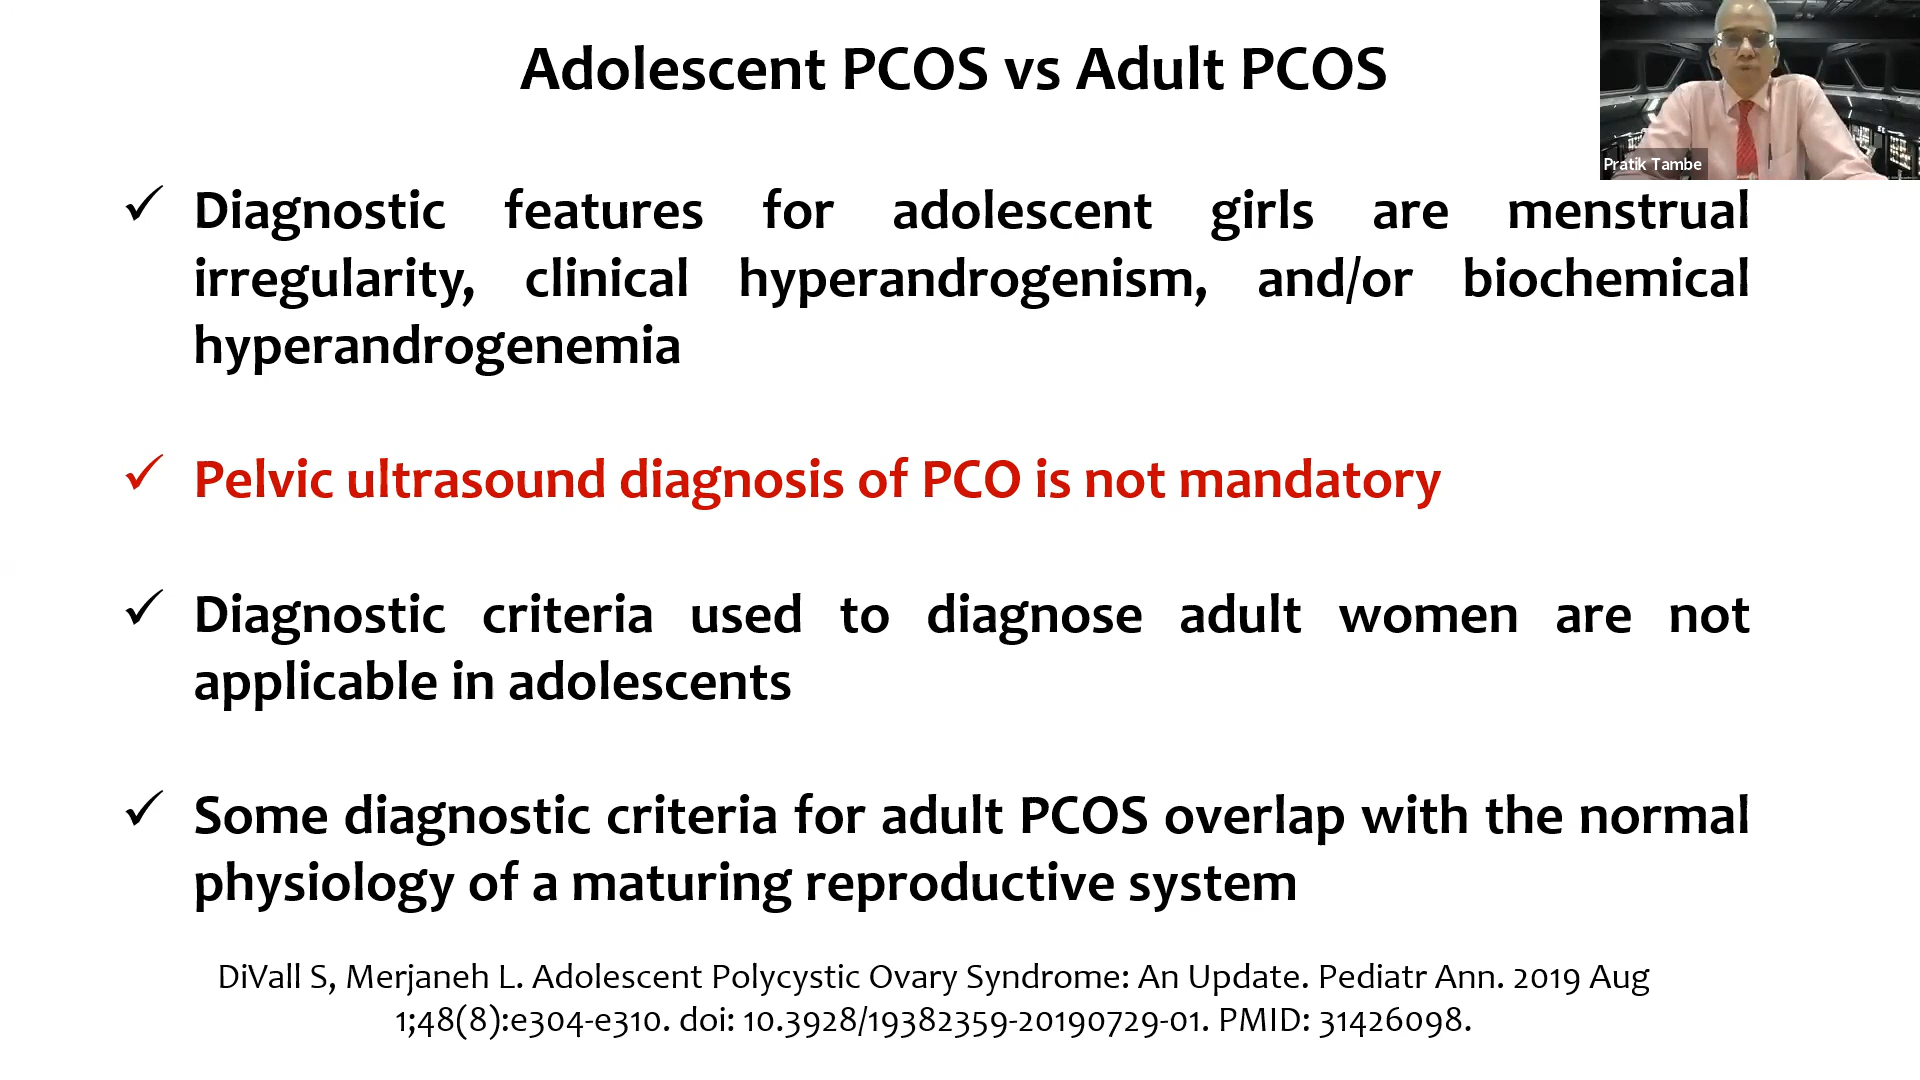 Adolescent PCOS vs Adult PCOS
Pratik Tambe
✓ Diagnostic features for adolescent girls are menstrual
irregularity, clinical hyperandrogenism, and/or biochemical
hyperandrogenemia
✓ Pelvic ultrasound diagnosis of PCO is not mandatory
✓ Diagnostic criteria used to diagnose adult women are not
applicable in adolescents
✓ Some diagnostic criteria for adult PCOS overlap with the normal
physiology of a maturing reproductive system
DiVall S, Merjaneh L. Adolescent Polycystic Ovary Syndrome: An Update. Pediatr Ann. 2019 Aug
1;48(8):e304-e310. doi: 10.3928/19382359-20190729-01. PMID: 31426098.